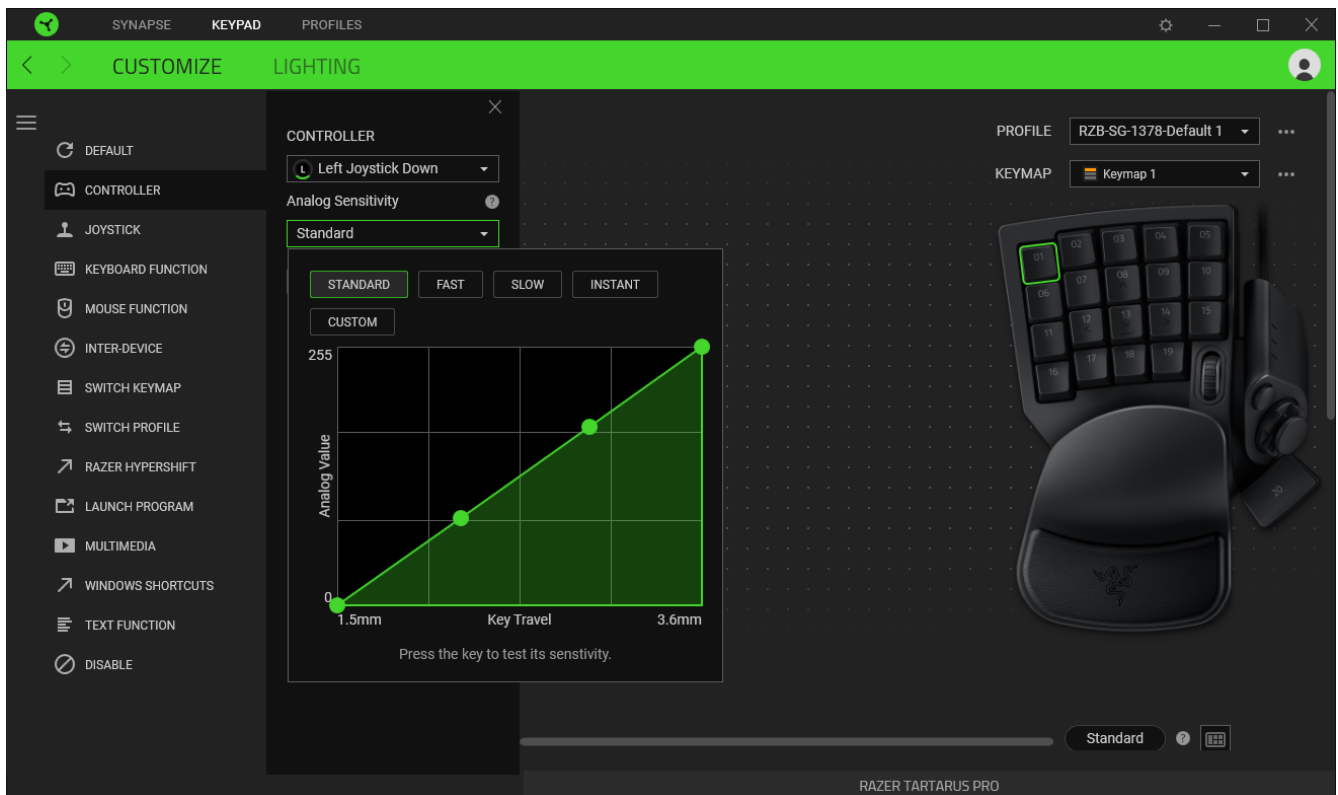 SYNAPSE KEYPAD PROFILES
CUSTOMIZE LIGHTING
DEFAULT
CONTROLLER
JOYSTICK
KEYBOARD FUNCTION
MOUSE FUNCTION
INTER-DEVICE
SWITCH KEYMAP
SWITCH PROFILE
RAZER HYPERSHIFT
LAUNCH PROGRAM
MULTIMEDIA
WINDOWS SHORTCUTS
TEXT FUNCTION
DISABLE
CONTROLLER
L Left Joystick Down
Analog Sensitivity ?
Standard
STANDARD FAST SLOW INSTANT
CUSTOM
255
Analog Value
0
1.5mm Key Travel 3.6mm
Press the key to test its senstivity.
PROFILE RZB-SG-1378-Default 1
KEYMAP Keymap 1
01 02 03 04 05
06 07 08 09 10
11 12 13 14 15
16 17 18 19
20
Standard ?
RAZER TARTARUS PRO